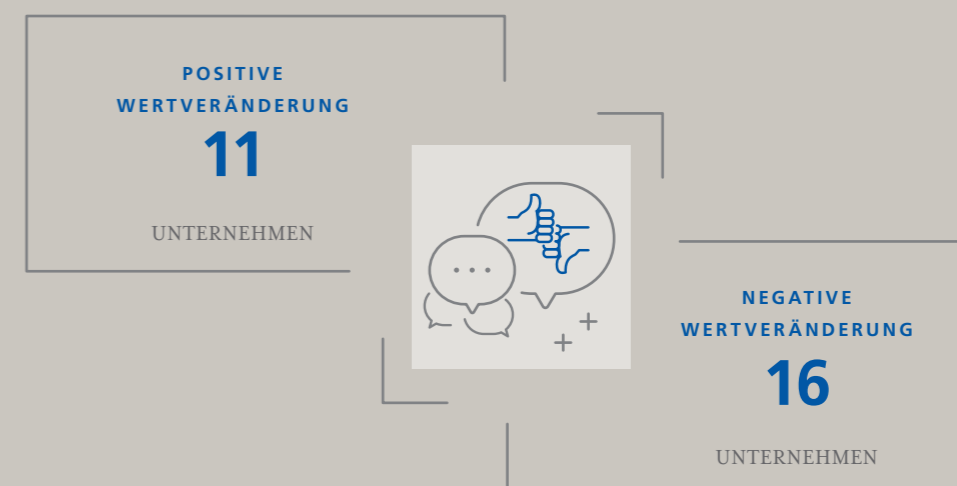 POSITIVE
WERTVERÄNDERUNG
11
UNTERNEHMEN
NEGATIVE
WERTVERÄNDERUNG
16
UNTERNEHMEN